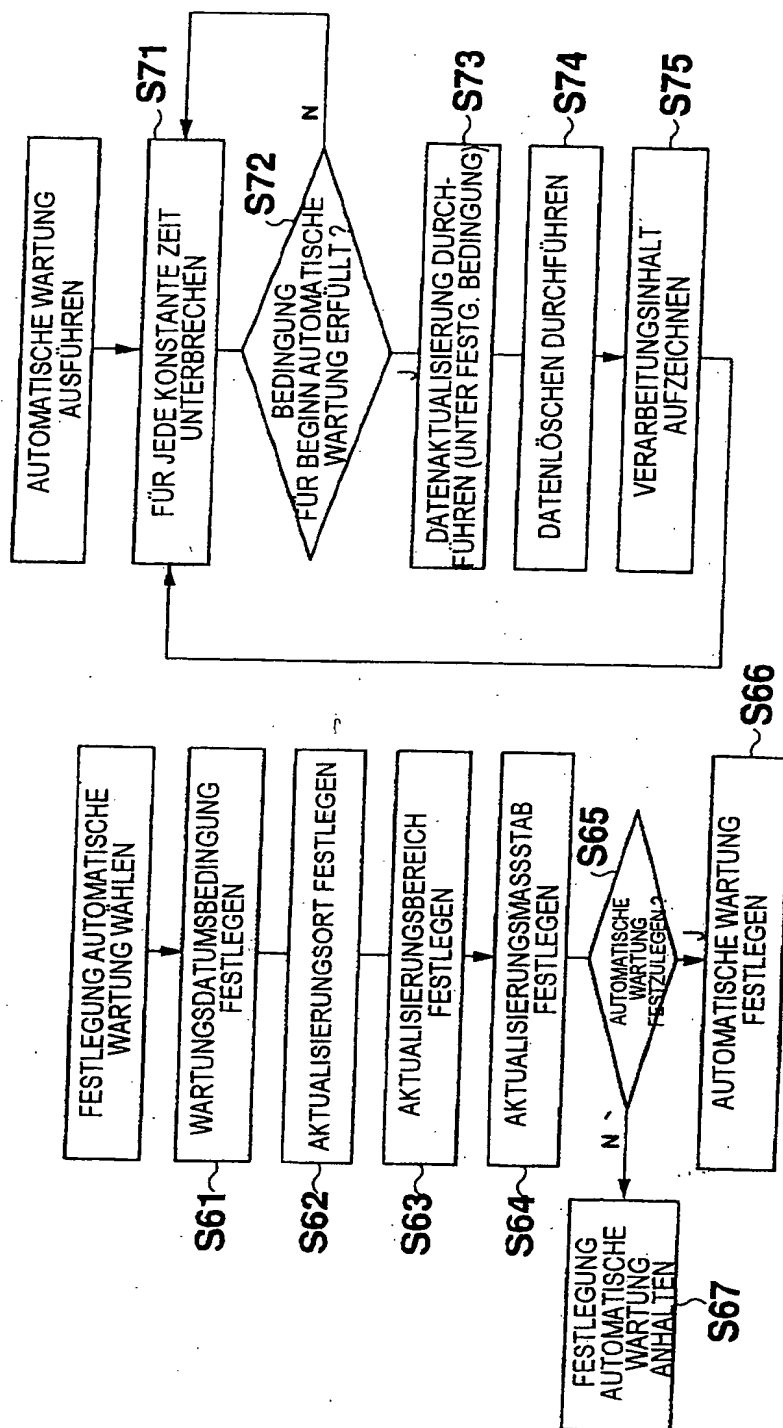 AUTOMATISCHE WARTUNG
AUSFÜHREN
S71
FÜR JEDE KONSTANTE ZEIT
UNTERBRECHEN
S72
BEDINGUNG
FÜR BEGINN AUTOMATISCHE
WARTUNG ERFÜLLT?
N
J
S73
DATENAKTUALISIERUNG DURCH-
FÜHREN (UNTER FESTG. BEDINGUNG)
S74
DATENLÖSCHEN DURCHFÜHREN
S75
VERARBEITUNGSINHALT
AUFZEICHNEN
FESTLEGUNG AUTOMATISCHE
WARTUNG WÄHLEN
S61
WARTUNGSDATUMSBEDINGUNG
FESTLEGEN
S62
AKTUALISIERUNGSORT FESTLEGEN
S63
AKTUALISIERUNGSBEREICH
FESTLEGEN
S64
AKTUALISIERUNGSMASSSTAB
FESTLEGEN
S65
AUTOMATISCHE
WARTUNG
FESTZULEGEN?
N
J
S66
AUTOMATISCHE WARTUNG
FESTLEGEN
FESTLEGUNG
AUTOMATISCHE
WARTUNG
ANHALTEN
S67